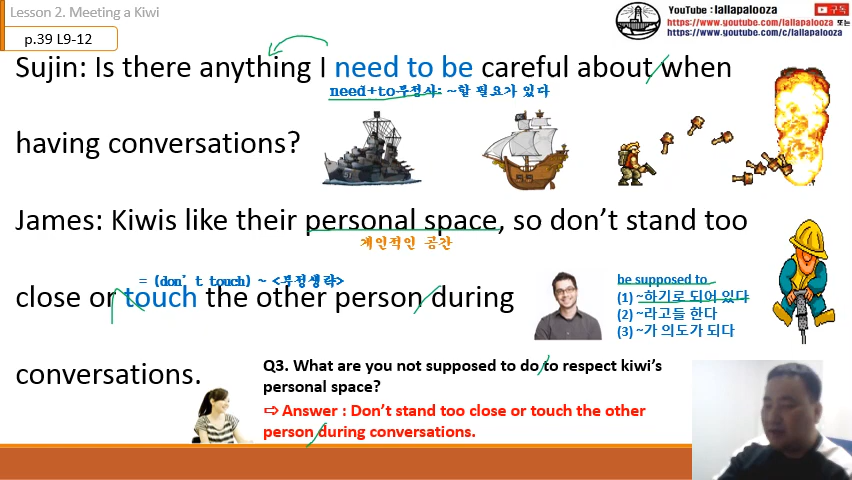 Lesson 2. Meeting a Kiwi
p.39 L9-12
YouTube : lallapalooza 구독
https://www.youtube.com/lallapalooza 또는
https://www.youtube.com/c/lallapalooza
Sujin: Is there anything I need to be careful about when
need+to부정사: ~할 필요가 있다
having conversations?
James: Kiwis like their personal space, so don't stand too
개인적인 공간
= (don't touch) ~ <부정생략>
close or touch the other person during
be supposed to
(1) ~하기로 되어 있다
(2) ~라고들 한다
(3) ~가 의도가 되다
conversations.
Q3. What are you not supposed to do to respect kiwi's
personal space?
⇨ Answer : Don't stand too close or touch the other
person during conversations.